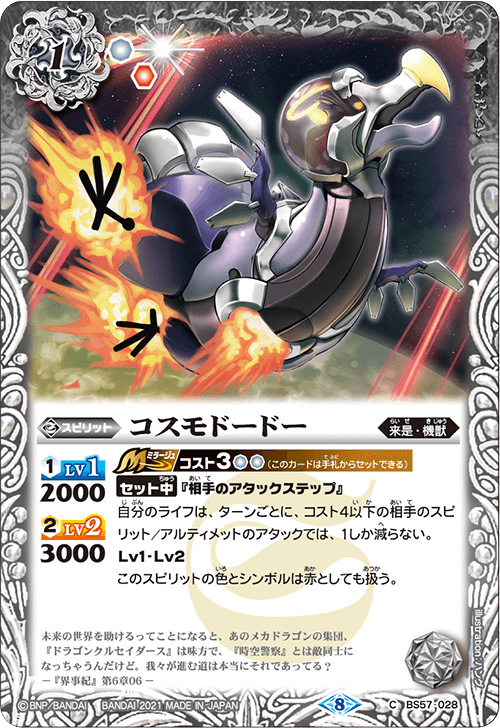 1
スピリット コスモドードー 来是・機獣
らいぜ きじゅう
1 LV1
2000
2 LV2
3000
Mミラージュ コスト3 (このカードは手札からセットできる)
セット中『相手のアタックステップ』
自分のライフは、ターンごとに、コスト4以下の相手のスピ
リット/アルティメットのアタックでは、1しか減らない。
Lv1・Lv2
このスピリットの色とシンボルは赤としても扱う。
未来の世界を助けるってことになると、あのメカドラゴンの集団、
『ドラゴンクルセイダース』は味方で、『時空警察』とは敵同士に
なっちゃうんだけど。我々が進む道は本当にそれであってる?
―『界事紀』第6章06―
illustration/
©BNP/BANDAI BANDAI 2021 MADE IN JAPAN 8 C BS57-028